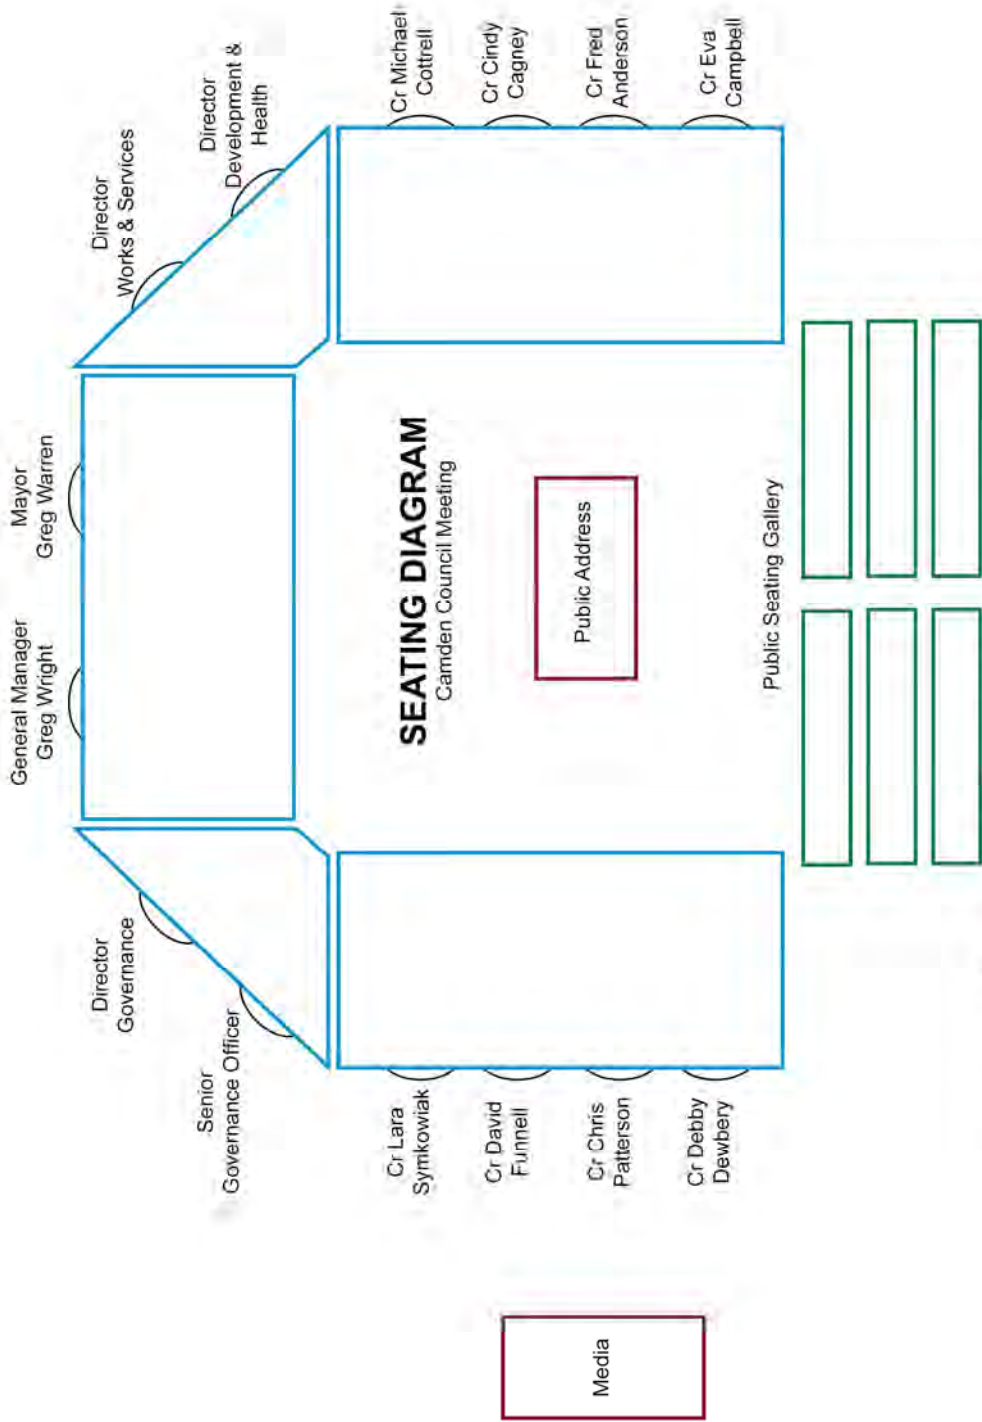 General Manager
Greg Wright
Mayor
Greg Warren
Director
Governance
Director
Works & Services
Senior
Governance Officer
Director
Development &
Health
Cr Lara
Symkowiak
Cr David
Funnell
Cr Chris
Patterson
Cr Debby
Dewbery
Cr Michael
Cottrell
Cr Cindy
Cagney
Cr Fred
Anderson
Cr Eva
Campbell
SEATING DIAGRAM
Camden Council Meeting
Public Address
Media
Public Seating Gallery